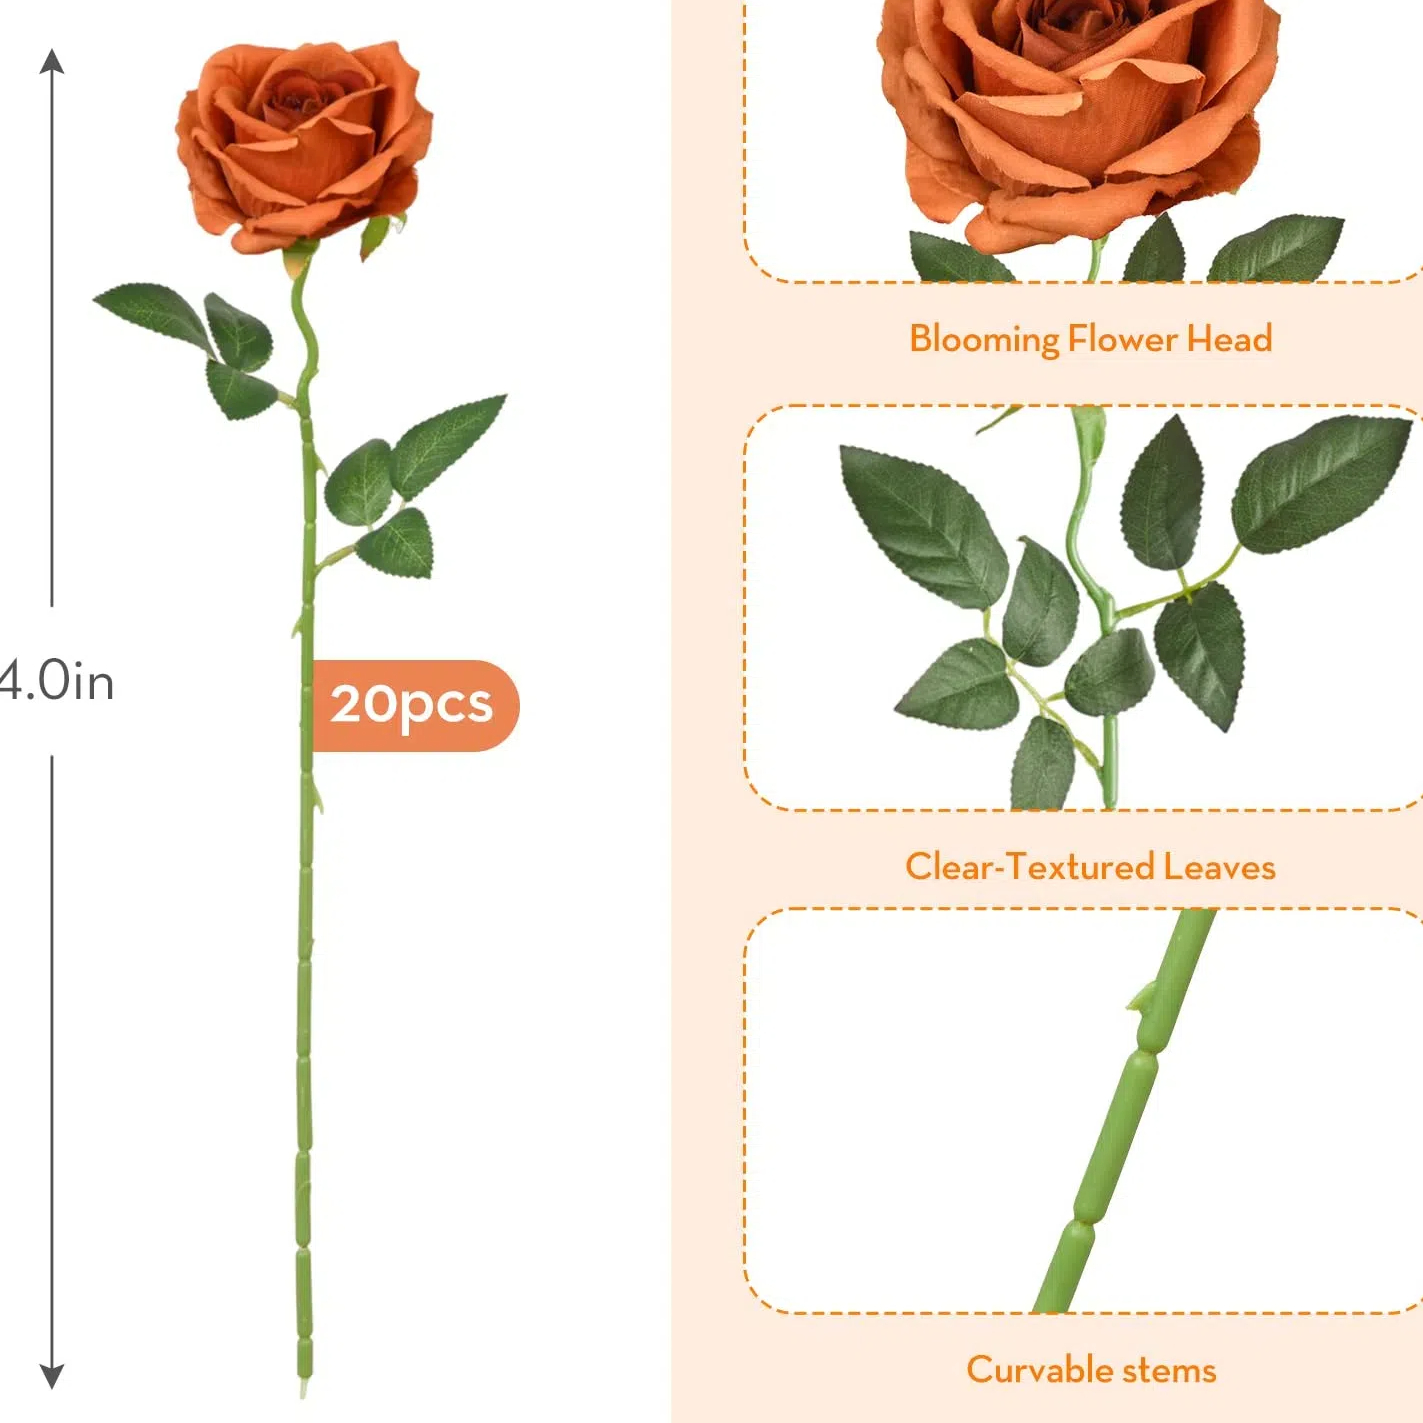 4.0in
20pcs
Blooming Flower Head
Clear-Textured Leaves
Curvable stems